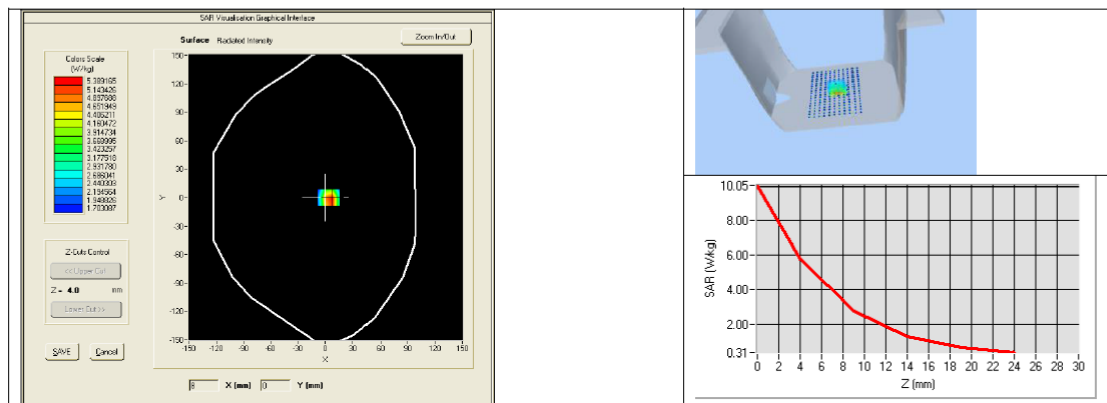 SAR Visualisation Graphical Interface
Surface Radiated Intensity
Zoom In/Out
Colors Scale
(W/kg)
5.389165
5.143426
4.897688
4.651949
4.406211
4.160472
3.914734
3.668995
3.423257
3.177518
2.931780
2.686041
2.440303
2.194564
1.948826
1.703087
150
120
90
60
30
0
-30
-60
-90
-120
-150
Y
-150 -120 -90 -60 -30 0 30 60 90 120 150
X
Z-Cuts Control
<< Upper Cut
Z = 4.0 mm
Lower Cut >>
SAVE Cancel
8 X (mm) 0 Y (mm)
10.05
8.00
6.00
4.00
2.00
0.31
SAR (W/kg)
0 2 4 6 8 10 12 14 16 18 20 22 24 26 28 30
Z (mm)